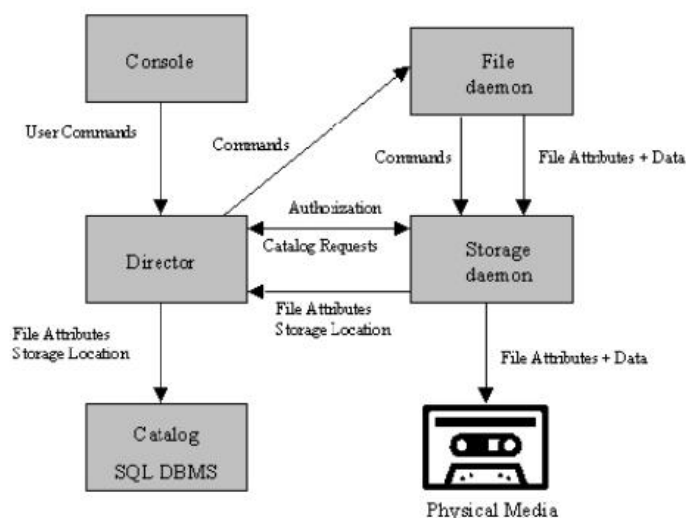 Console
File
daemon
User Commands
Commands
Commands
File Attributes + Data
Authorization
Catalog Requests
Director
Storage
daemon
File Attributes
Storage Location
File Attributes
Storage Location
File Attributes + Data
Catalog
SQL DBMS
Physical Media